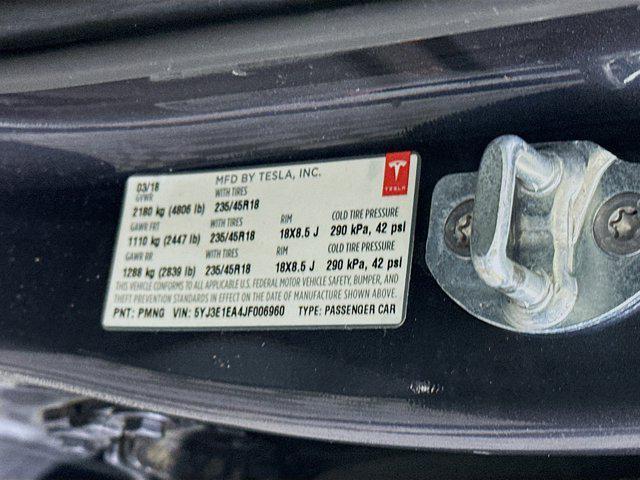 03/18 MFD BY TESLA, INC.
TESLA
GVWR WITH TIRES
2180 kg (4806 lb) 235/45R18
GAWR FRT WITH TIRES RIM COLD TIRE PRESSURE
1110 kg (2447 lb) 235/45R18 18X8.5 J 290 kPa, 42 psi
GAWR RR WITH TIRES RIM COLD TIRE PRESSURE
1288 kg (2839 lb) 235/45R18 18X8.5 J 290 kPa, 42 psi
THIS VEHICLE CONFORMS TO ALL APPLICABLE U.S. FEDERAL MOTOR VEHICLE SAFETY, BUMPER, AND
THEFT PREVENTION STANDARDS IN EFFECT ON THE DATE OF MANUFACTURE SHOWN ABOVE.
PNT: PMNG VIN: 5YJ3E1EA4JF006960 TYPE: PASSENGER CAR